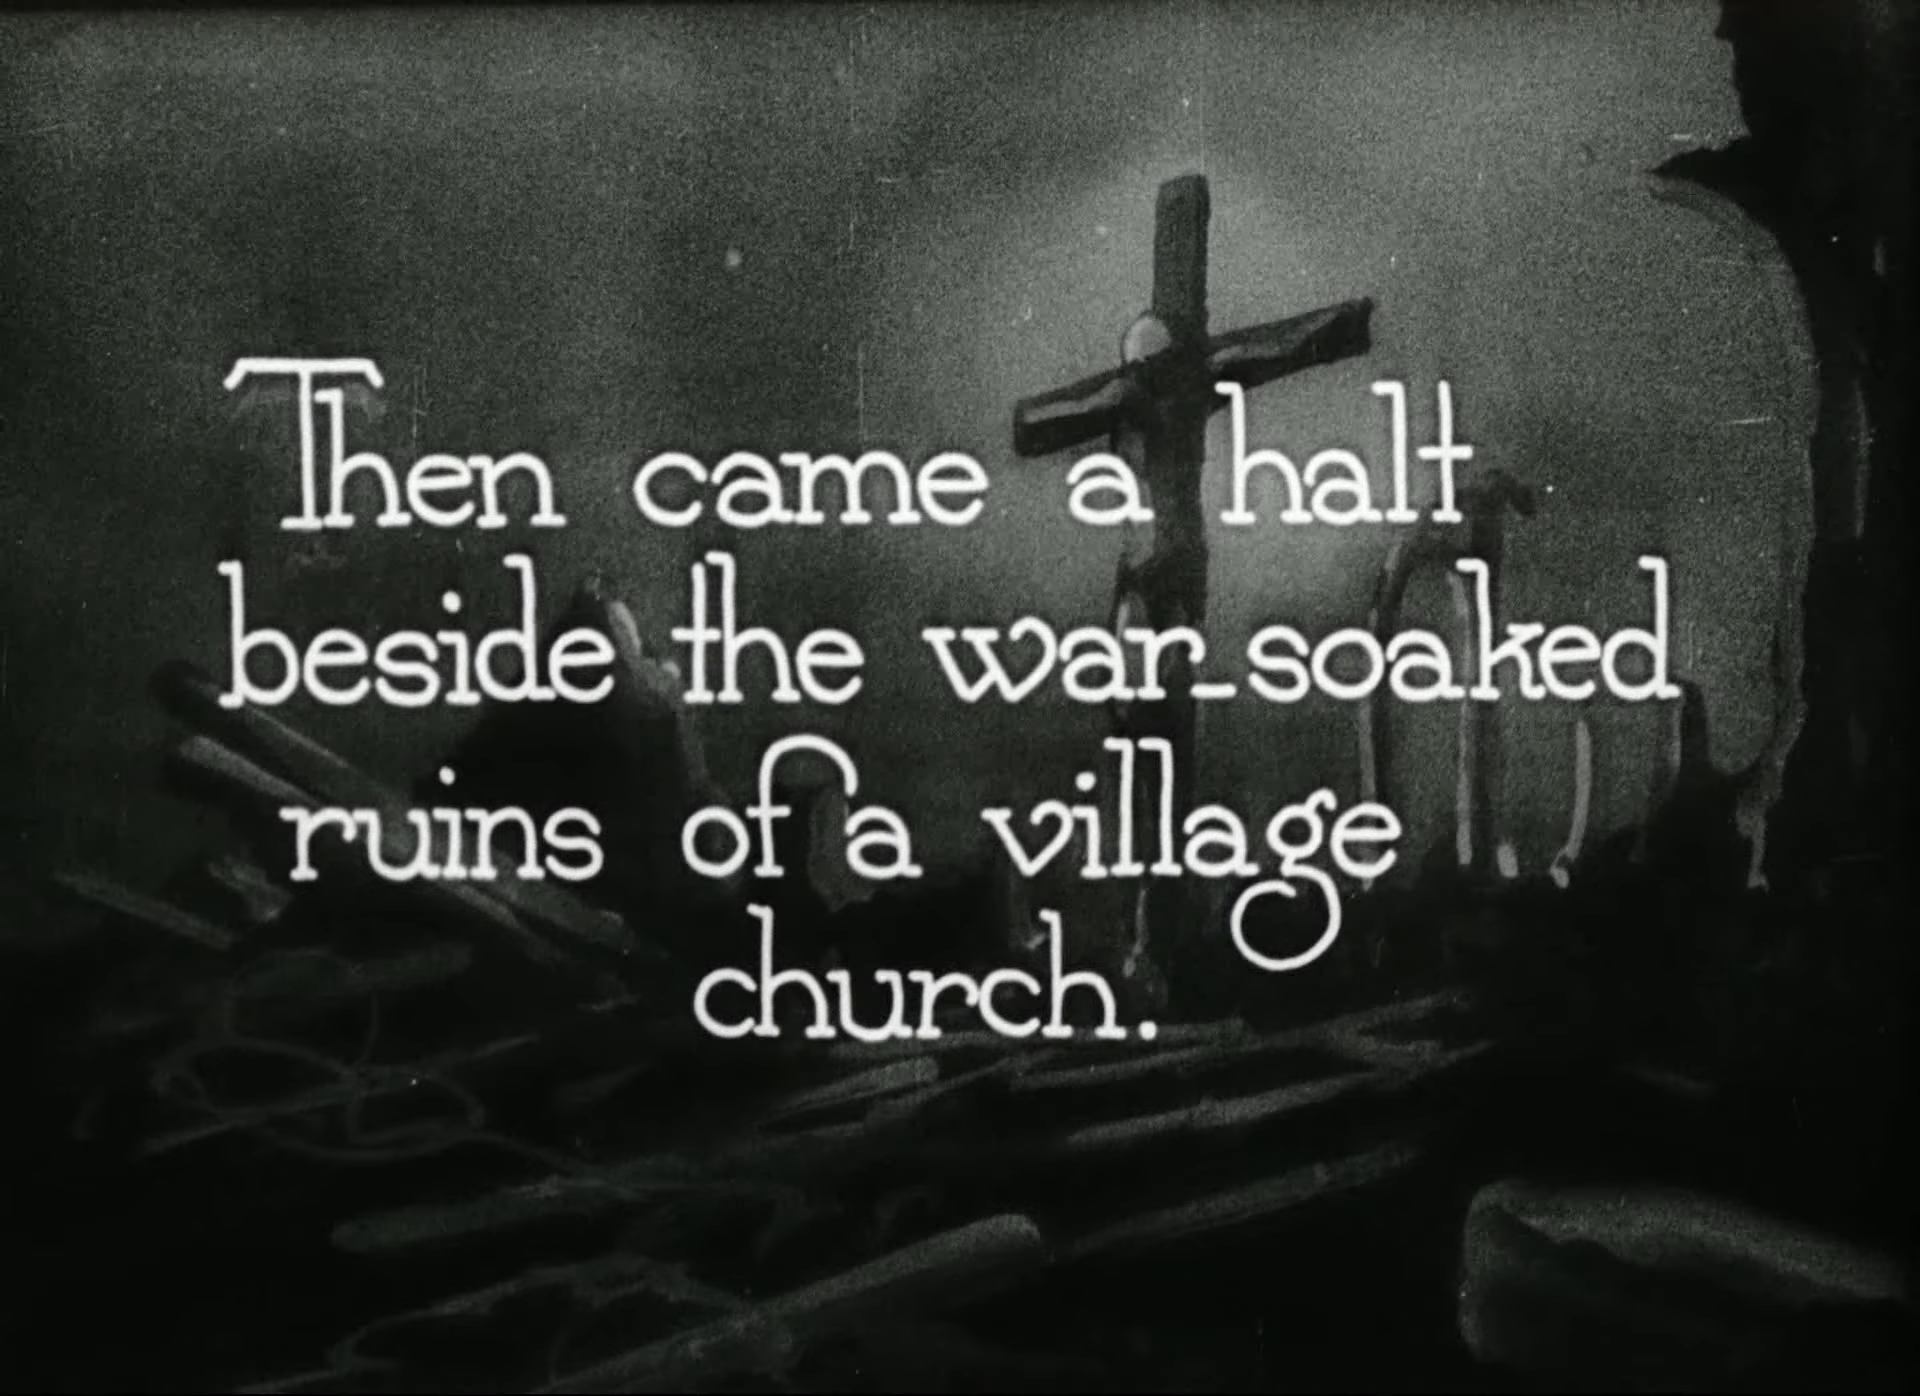 Then came a halt
beside the war-soaked
ruins of a village
church.